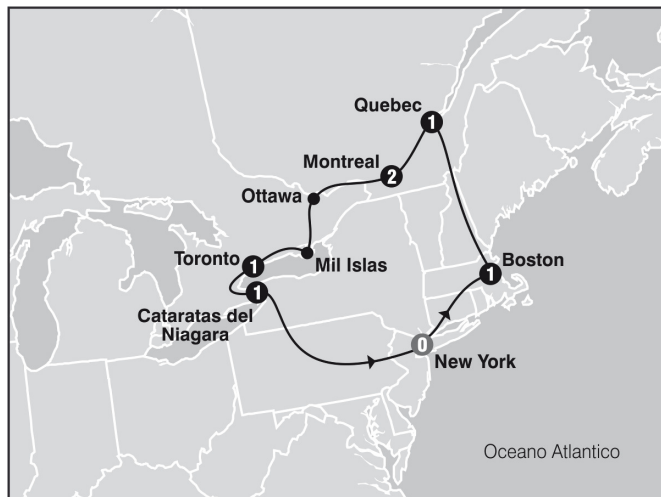 Quebec
1
Montreal
2
Ottawa
Toronto
1
Mil Islas
Boston
1
1
Cataratas del
Niagara
0
New York
Oceano Atlantico